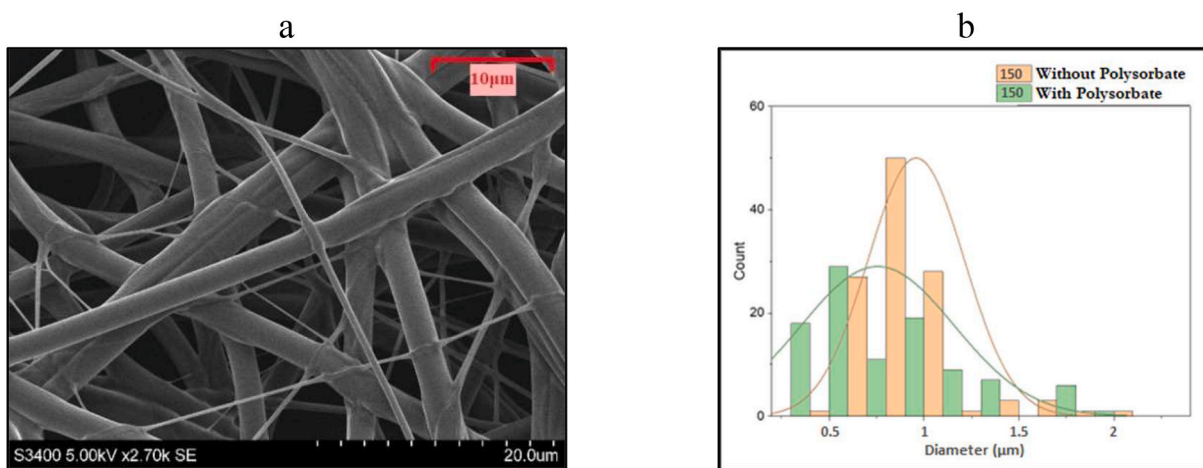 a
b
10µm
S3400 5.00kV x2.70k SE
20.0um
150 Without Polysorbate
150 With Polysorbate
60
40
20
0
Count
0.5
1
1.5
2
Diameter (µm)